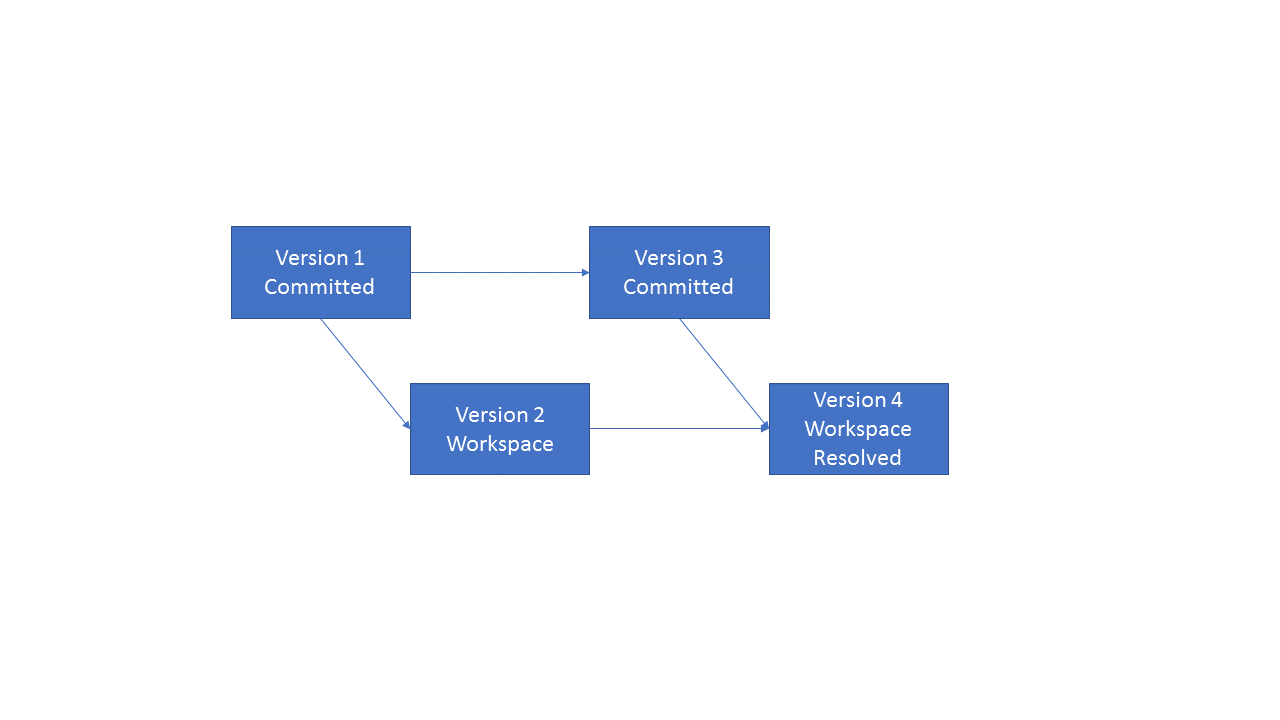 Version 1
Committed
Version 3
Committed
Version 2
Workspace
Version 4
Workspace
Resolved